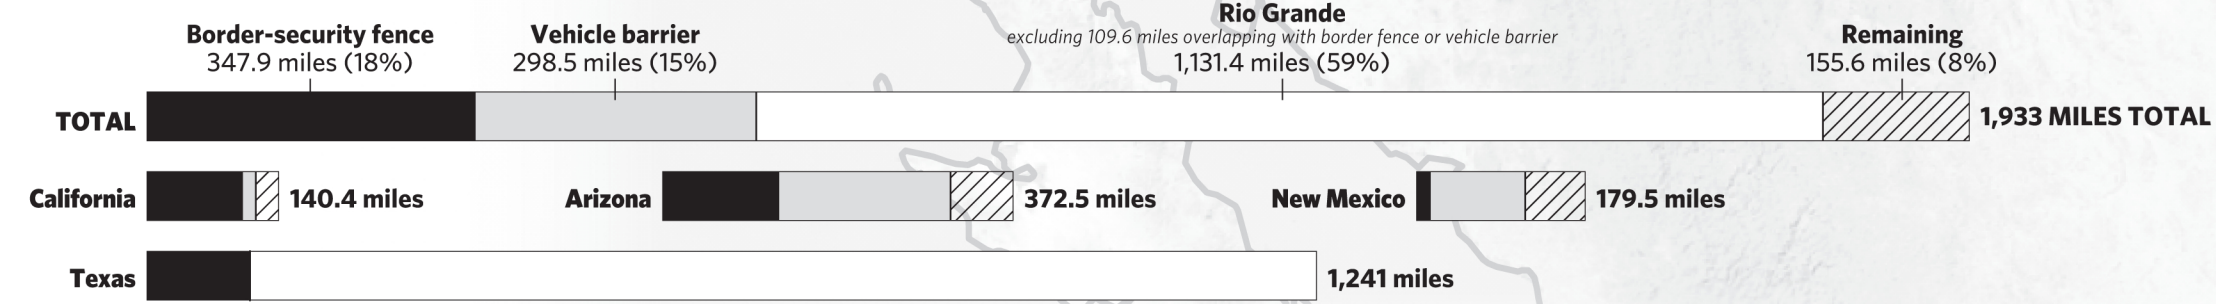 Border-security fence
347.9 miles (18%)
Vehicle barrier
298.5 miles (15%)
Rio Grande
excluding 109.6 miles overlapping with border fence or vehicle barrier
1,131.4 miles (59%)
Remaining
155.6 miles (8%)
TOTAL
1,933 MILES TOTAL
California
140.4 miles
Arizona
372.5 miles
New Mexico
179.5 miles
Texas
1,241 miles